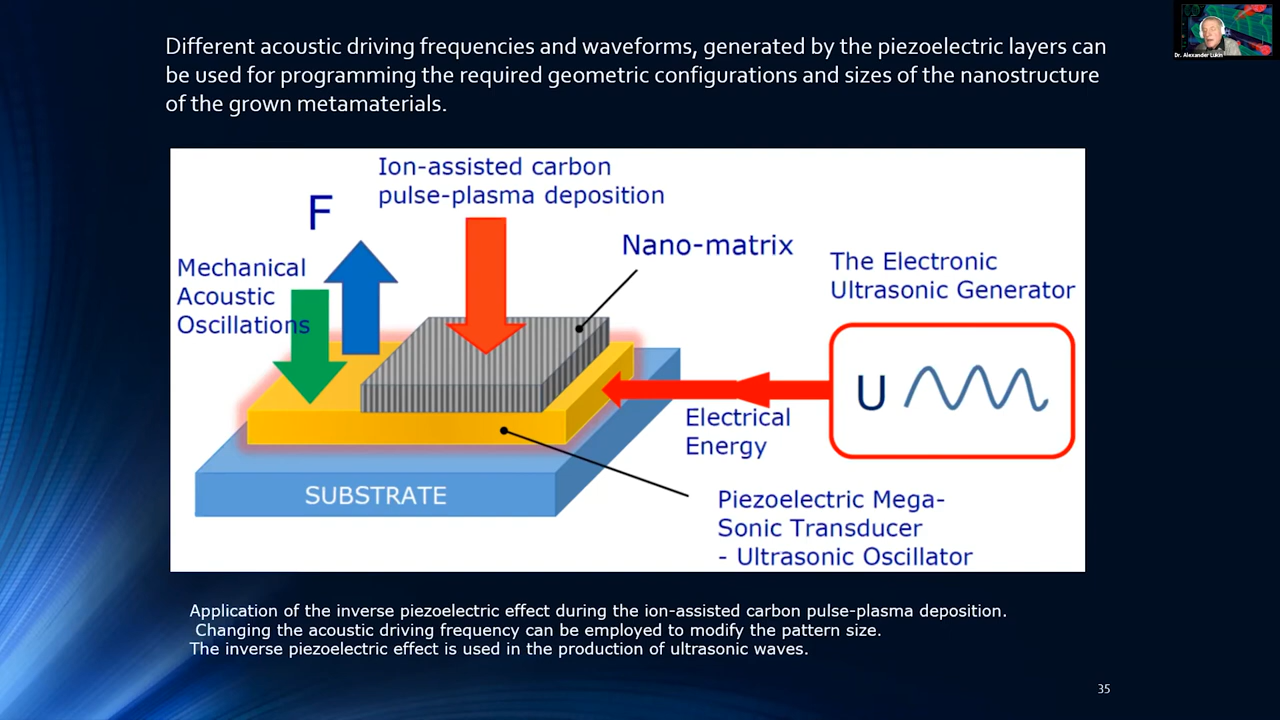 Different acoustic driving frequencies and waveforms, generated by the piezoelectric layers can
be used for programming the required geometric configurations and sizes of the nanostructure
of the grown metamaterials.
Dr. Alexander Lukin
Ion-assisted carbon
pulse-plasma deposition
F
Nano-matrix
Mechanical
Acoustic
Oscillations
The Electronic
Ultrasonic Generator
U
Electrical
Energy
SUBSTRATE
Piezoelectric Mega-
Sonic Transducer
- Ultrasonic Oscillator
Application of the inverse piezoelectric effect during the ion-assisted carbon pulse-plasma deposition.
Changing the acoustic driving frequency can be employed to modify the pattern size.
The inverse piezoelectric effect is used in the production of ultrasonic waves.
35